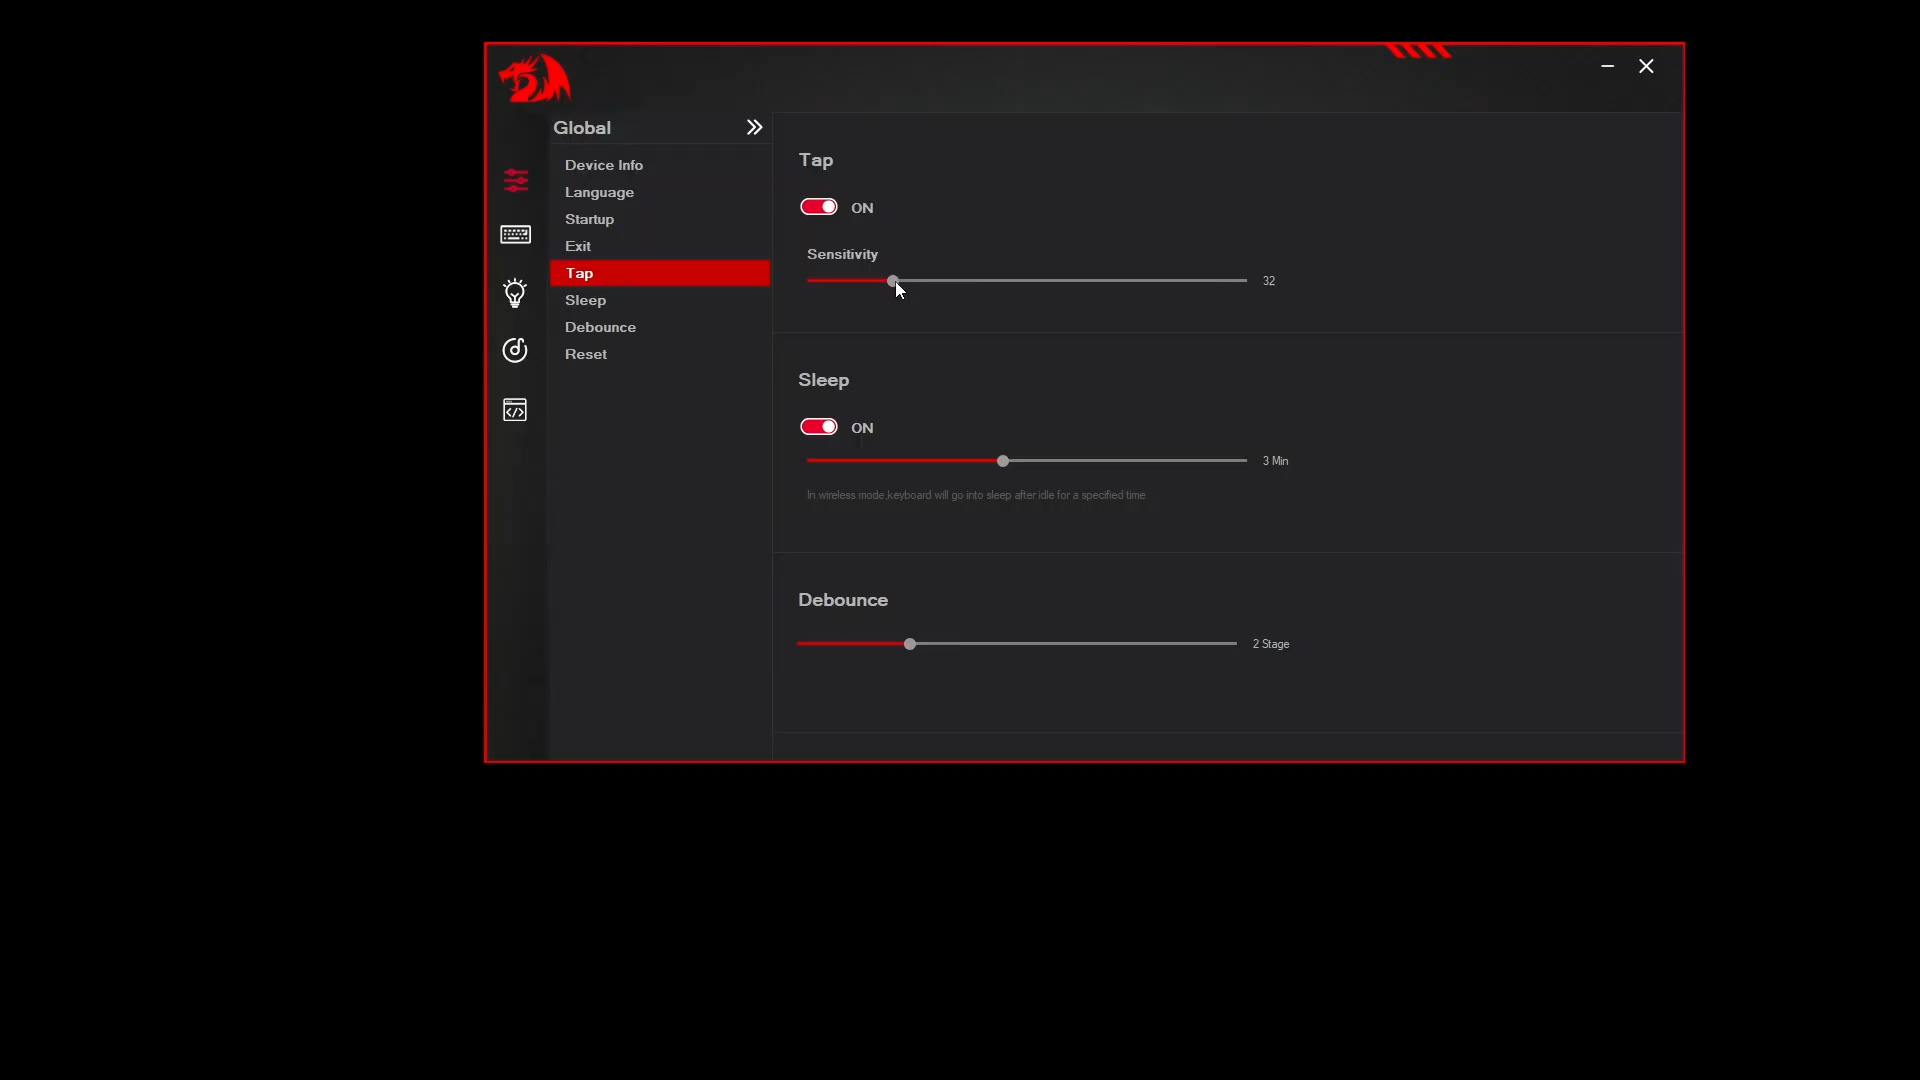 Global
Device Info
Language
Startup
Exit
Tap
Sleep
Debounce
Reset
Tap
ON
Sensitivity
32
Sleep
ON
3 Min
In wireless mode,keyboard will go into sleep after idle for a specified time
Debounce
2 Stage